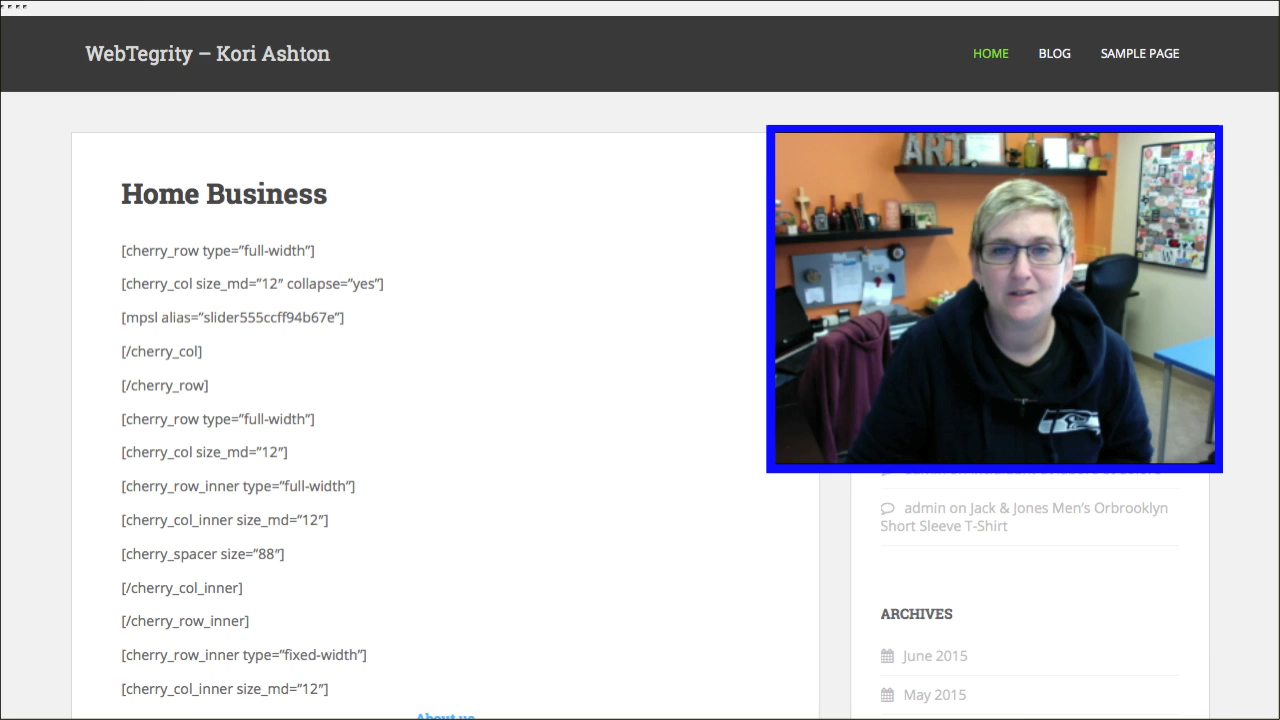 WebTegrity – Kori Ashton
HOME
BLOG
SAMPLE PAGE
ART
Home Business
[cherry_row type=”full-width”]
[cherry_col size_md=”12″ collapse=”yes”]
[mpsl alias=”slider555ccff94b67e”]
[/cherry_col]
[/cherry_row]
[cherry_row type=”full-width”]
[cherry_col size_md=”12″]
[cherry_row_inner type=”full-width”]
[cherry_col_inner size_md=”12″]
[cherry_spacer size=”88″]
[/cherry_col_inner]
[/cherry_row_inner]
[cherry_row_inner type=”fixed-width”]
[cherry_col_inner size_md=”12″]
About us
admin on Jack & Jones Men’s Orbrooklyn
Short Sleeve T-Shirt
ARCHIVES
June 2015
May 2015